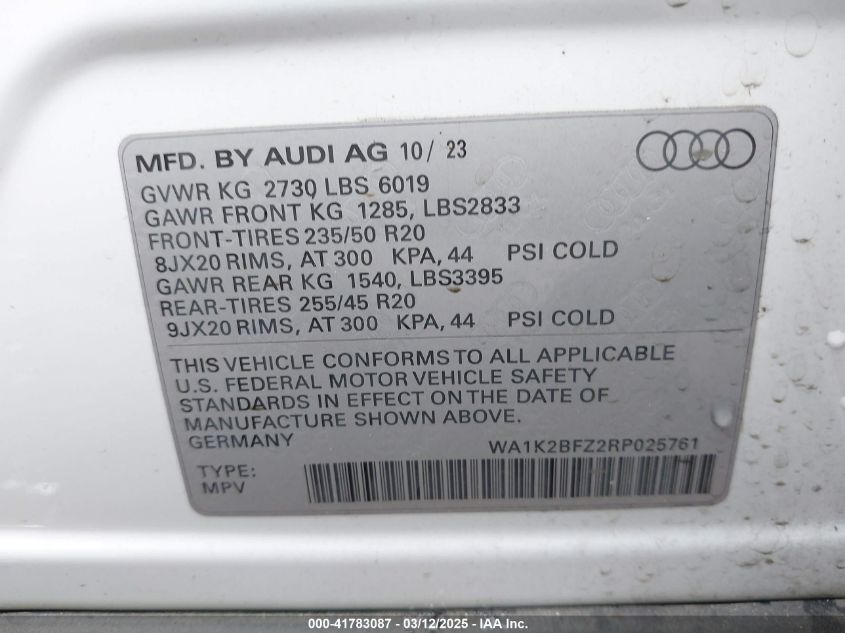 MFD. BY AUDI AG 10/ 23
GVWR KG 2730 LBS 6019
GAWR FRONT KG 1285, LBS2833
FRONT-TIRES 235/50 R20
8JX20 RIMS, AT 300 KPA, 44 PSI COLD
GAWR REAR KG 1540, LBS3395
REAR-TIRES 255/45 R20
9JX20 RIMS, AT 300 KPA, 44 PSI COLD
THIS VEHICLE CONFORMS TO ALL APPLICABLE
U.S. FEDERAL MOTOR VEHICLE SAFETY
STANDARDS IN EFFECT ON THE DATE OF
MANUFACTURE SHOWN ABOVE.
GERMANY
WA1K2BFZ2RP025761
TYPE:
MPV
000-41783087 - 03/12/2025 - IAA Inc.